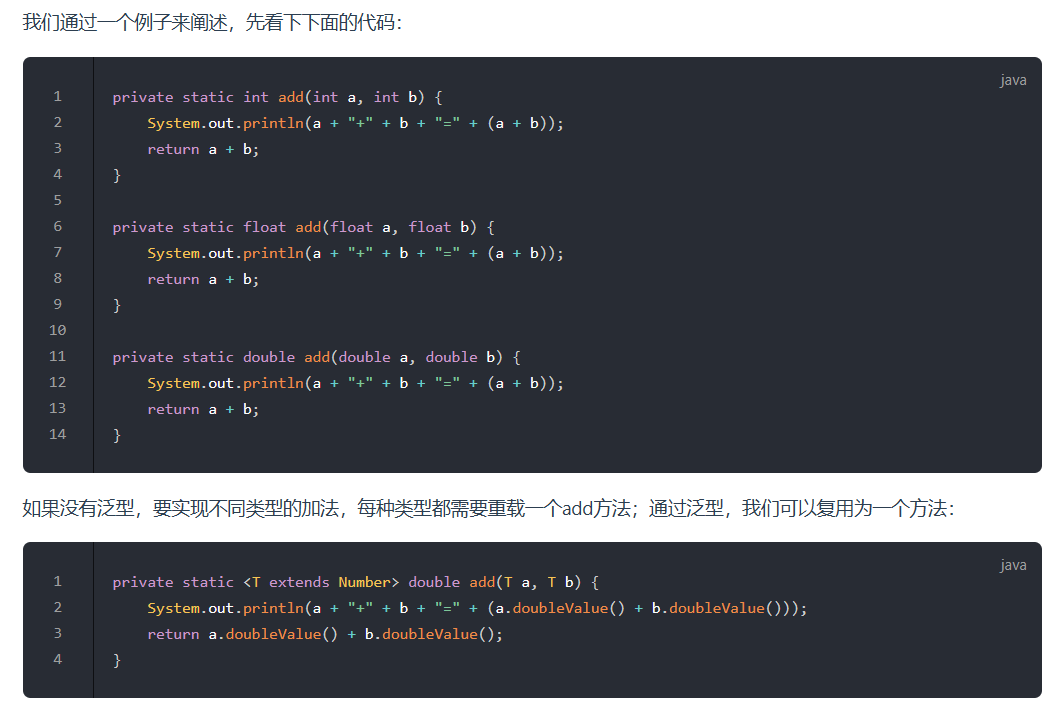 我们通过一个例子来阐述，先看下下面的代码：
java
1 private static int add(int a, int b) {
2     System.out.println(a + "+" + b + "=" + (a + b));
3     return a + b;
4 }
5
6 private static float add(float a, float b) {
7     System.out.println(a + "+" + b + "=" + (a + b));
8     return a + b;
9 }
10
11 private static double add(double a, double b) {
12     System.out.println(a + "+" + b + "=" + (a + b));
13     return a + b;
14 }
如果没有泛型，要实现不同类型的加法，每种类型都需要重载一个add方法；通过泛型，我们可以复用为一个方法：
java
1 private static <T extends Number> double add(T a, T b) {
2     System.out.println(a + "+" + b + "=" + (a.doubleValue() + b.doubleValue()));
3     return a.doubleValue() + b.doubleValue();
4 }